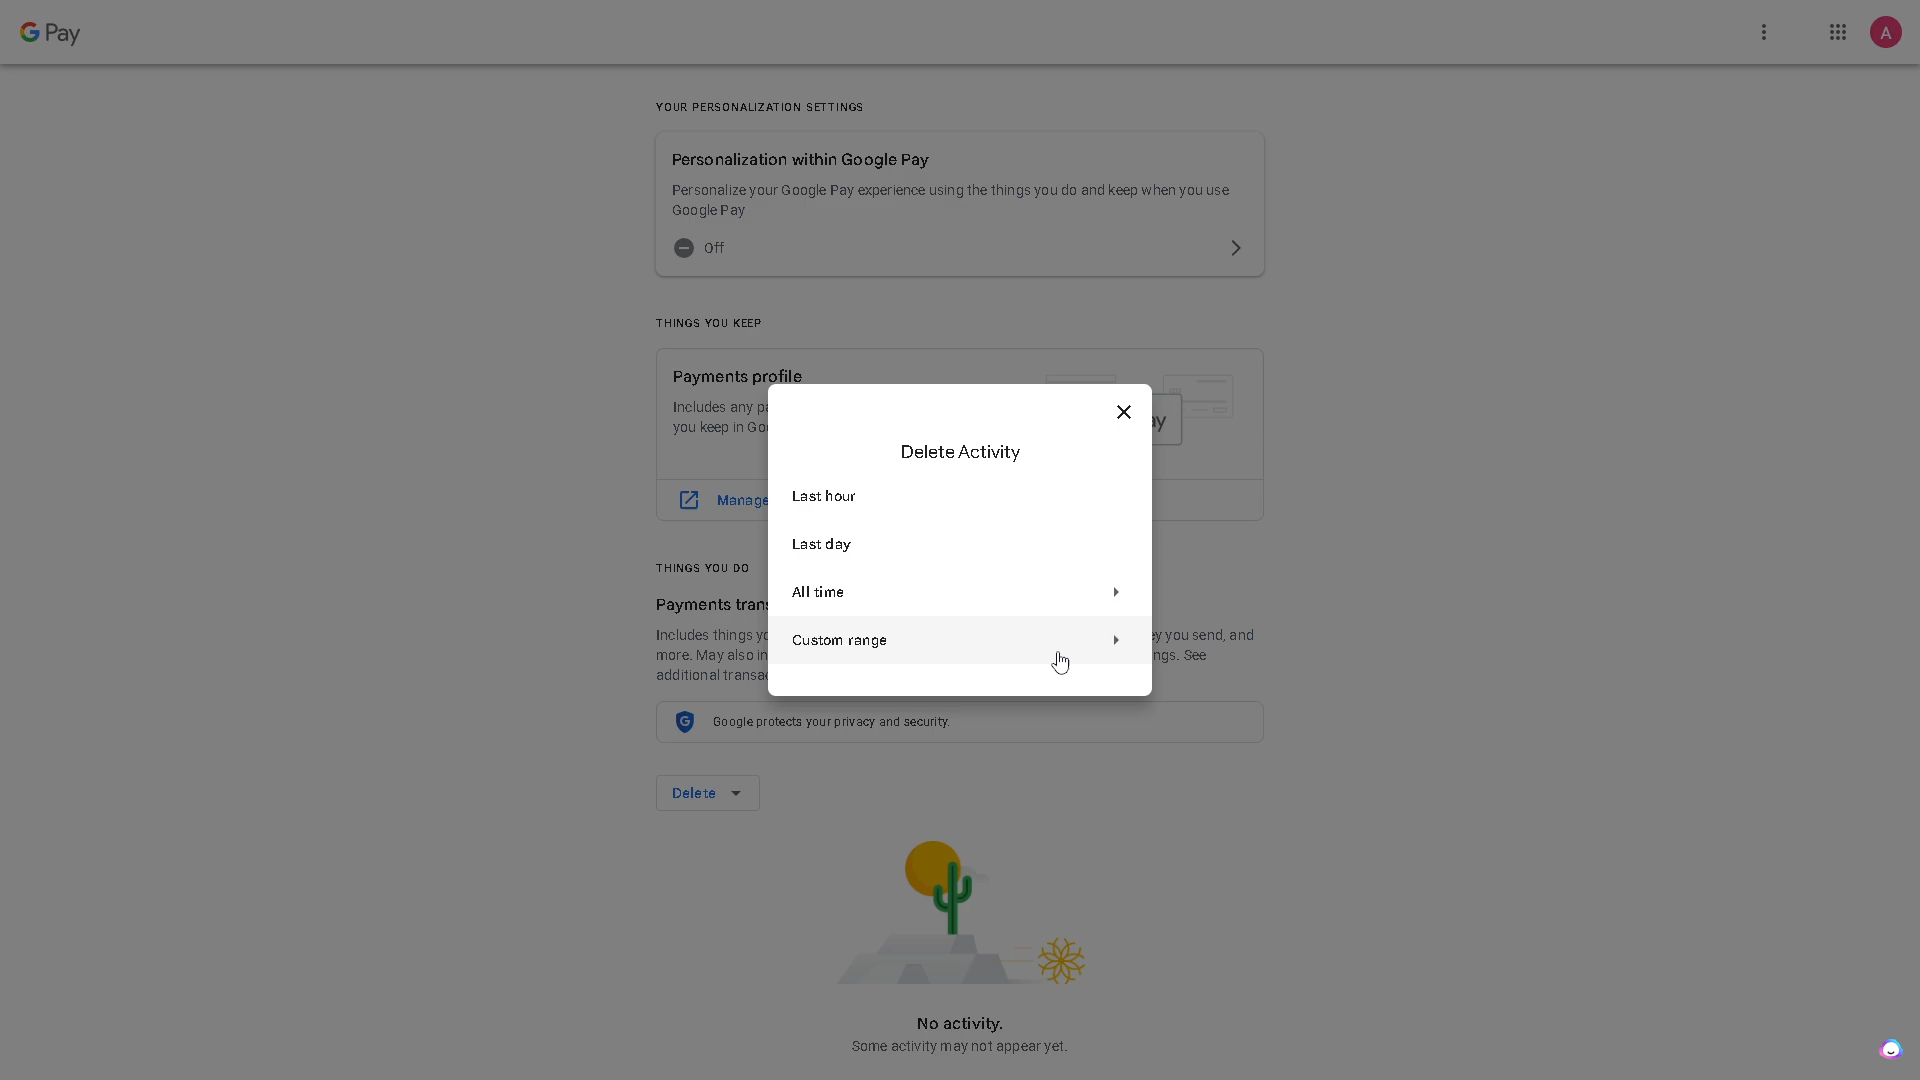 G Pay
A
YOUR PERSONALIZATION SETTINGS
Personalization within Google Pay
Personalize your Google Pay experience using the things you do and keep when you use
Google Pay
Off
THINGS YOU KEEP
Payments profile
Includes any pa
you keep in Goo
ay
Manage
Delete Activity
Last hour
Last day
All time
Custom range
THINGS YOU DO
Payments trans
Includes things yo
ey you send, and
more. May also in
ngs. See
additional transac
Google protects your privacy and security.
Delete
No activity.
Some activity may not appear yet.